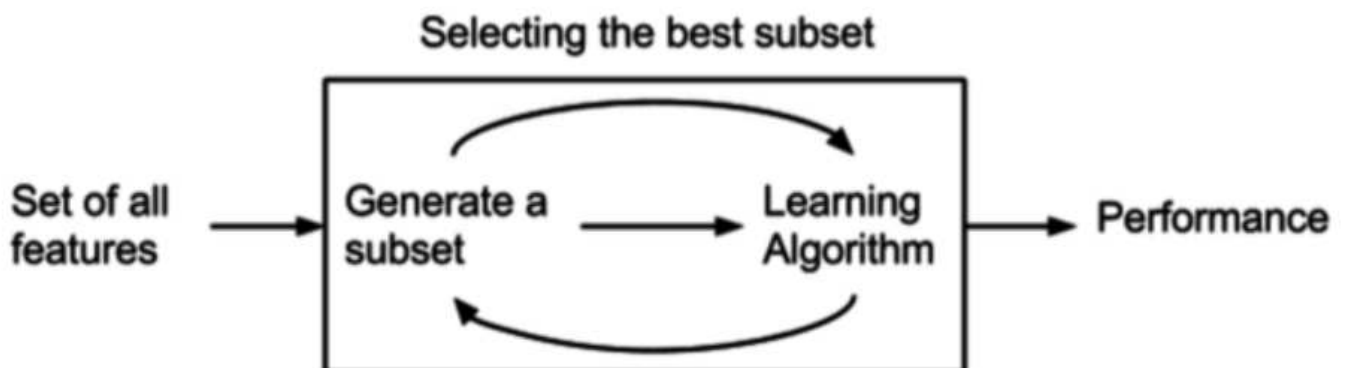 Selecting the best subset
Set of all
features
Generate a
subset
Learning
Algorithm
Performance